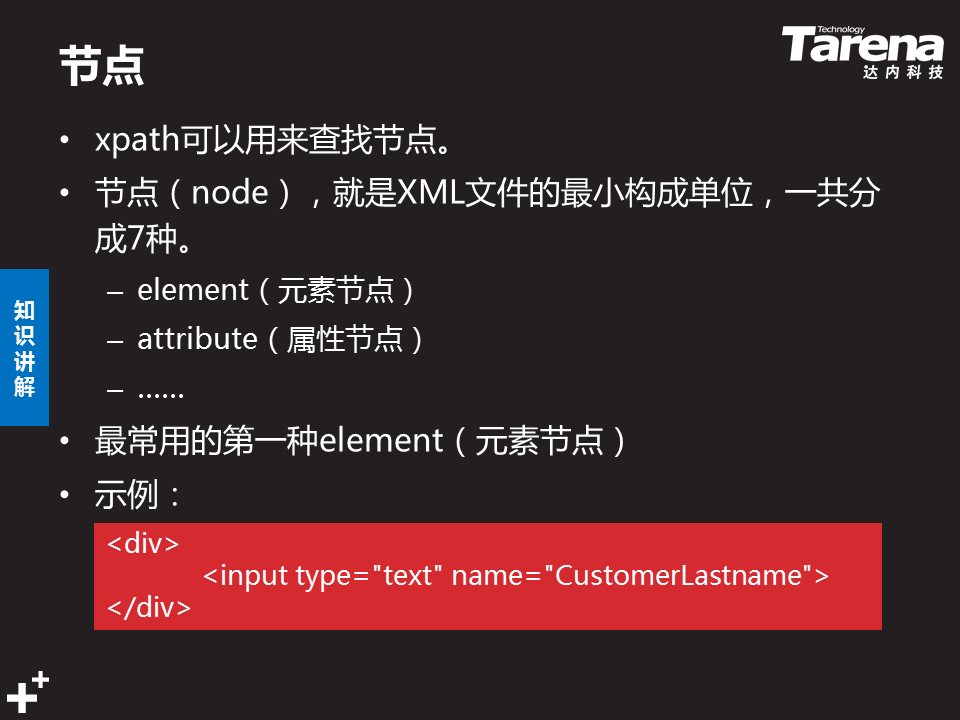 节点
Technology
Tarena
达内科技
• xpath可以用来查找节点。
• 节点（node），就是XML文件的最小构成单位，一共分
成7种。
– element（元素节点）
– attribute（属性节点）
– ……
知识讲解
• 最常用的第一种element（元素节点）
• 示例：
<div>
<input type="text" name="CustomerLastname">
</div>